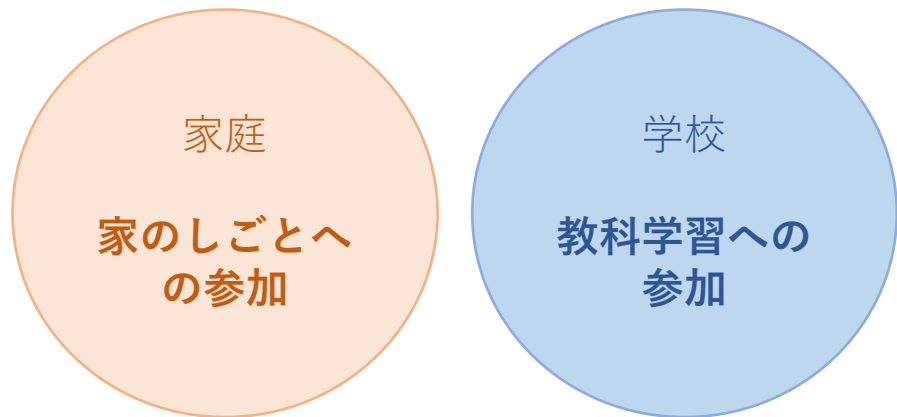 家庭
家のしごとへ
の参加
学校
教科学習への
参加